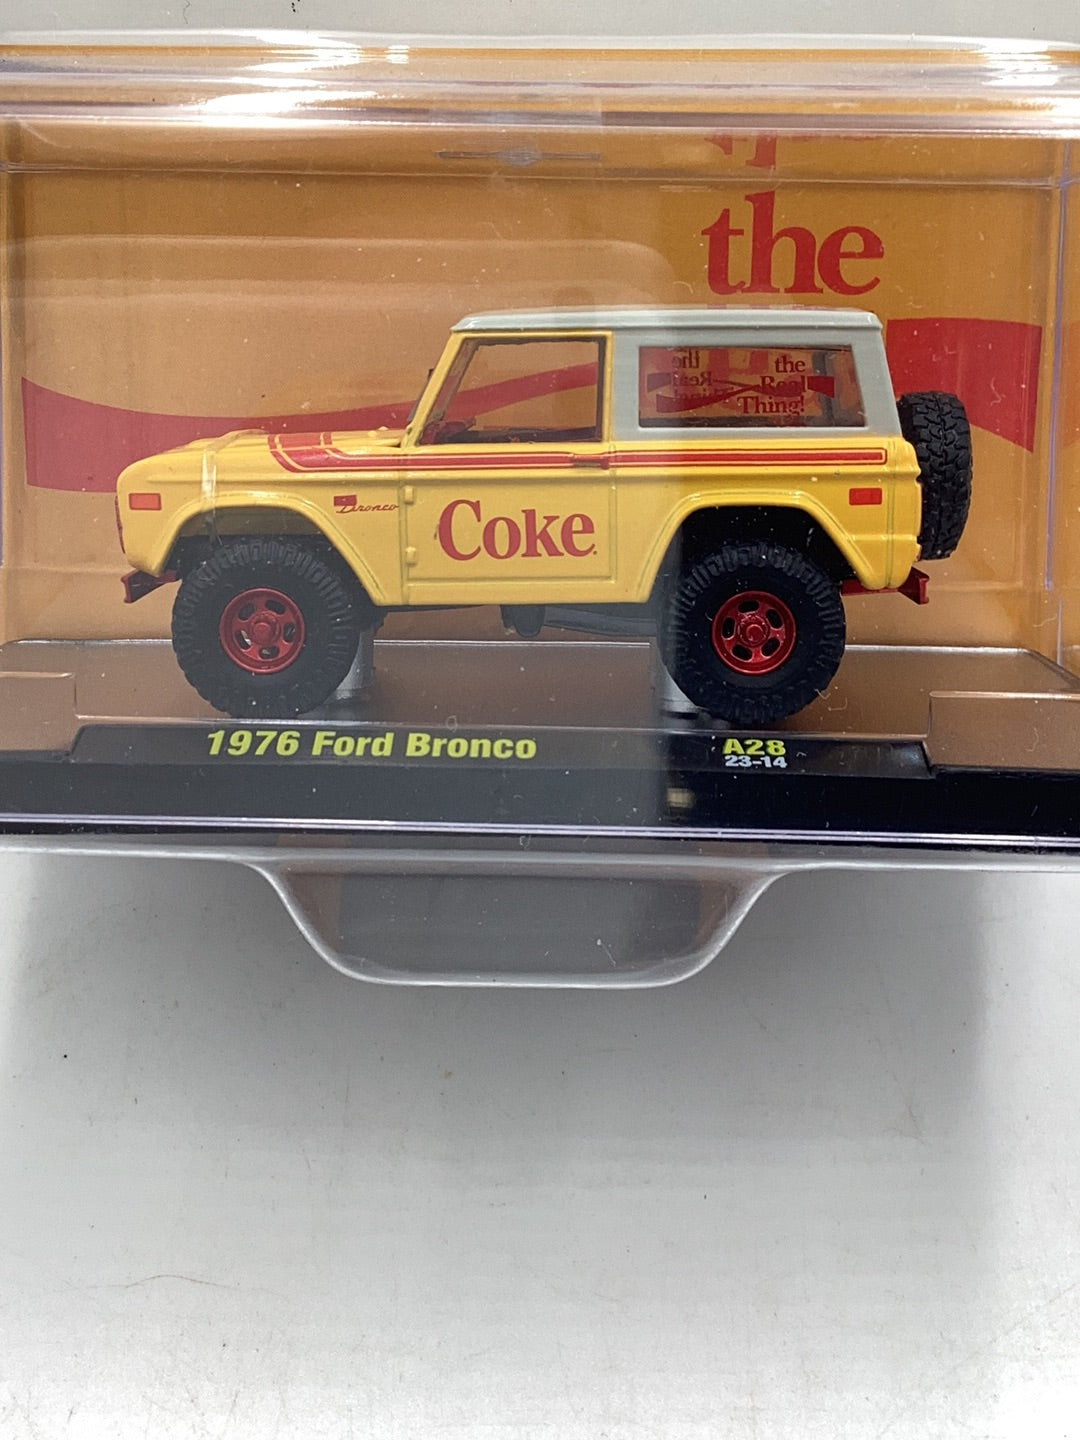 the
the
Real
Thing!
Bronco
Coke
1976 Ford Bronco
A28
23-14